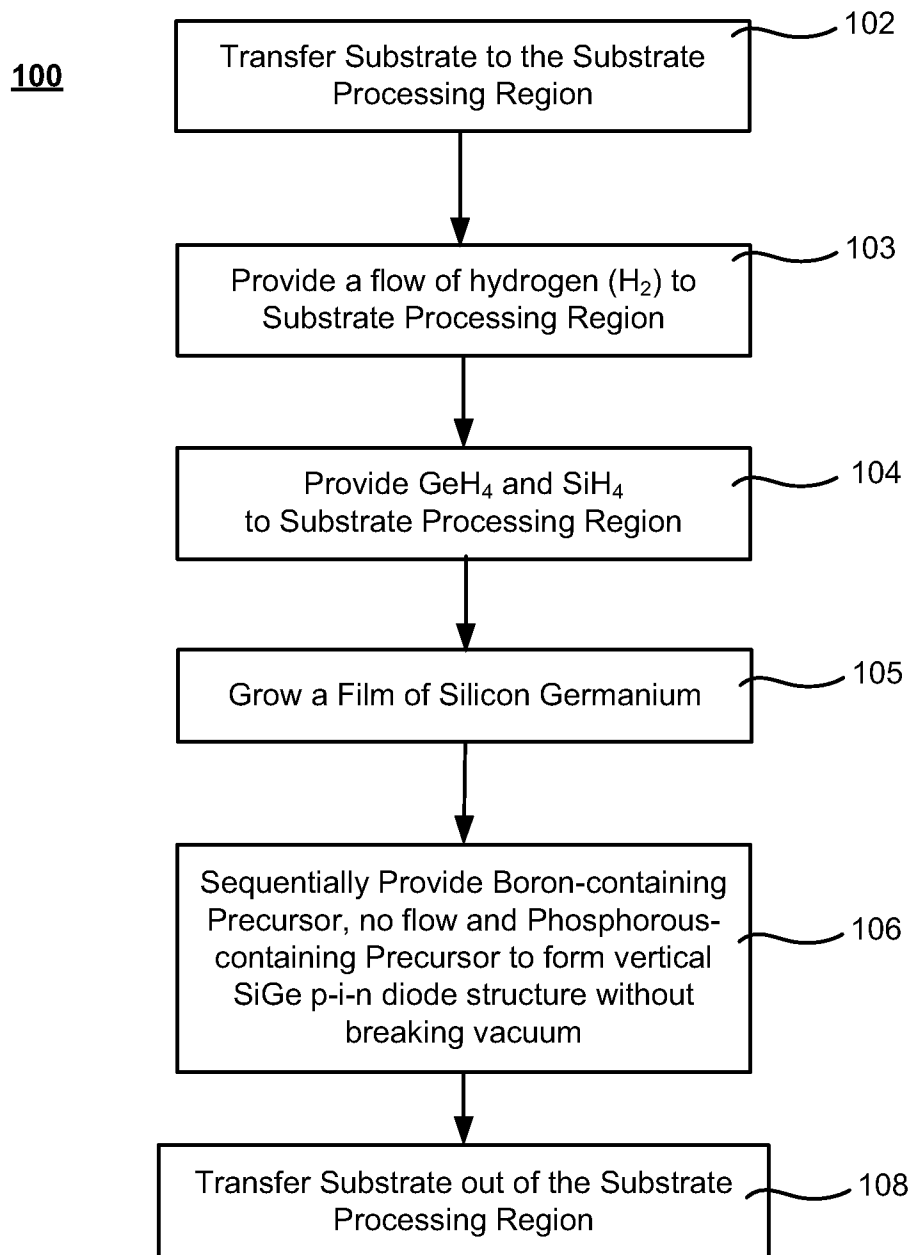 100
Transfer Substrate to the Substrate
Processing Region
102
Provide a flow of hydrogen (H₂) to
Substrate Processing Region
103
Provide GeH₄ and SiH₄
to Substrate Processing Region
104
Grow a Film of Silicon Germanium
105
Sequentially Provide Boron-containing
Precursor, no flow and Phosphorous-
containing Precursor to form vertical
SiGe p-i-n diode structure without
breaking vacuum
106
Transfer Substrate out of the Substrate
Processing Region
108